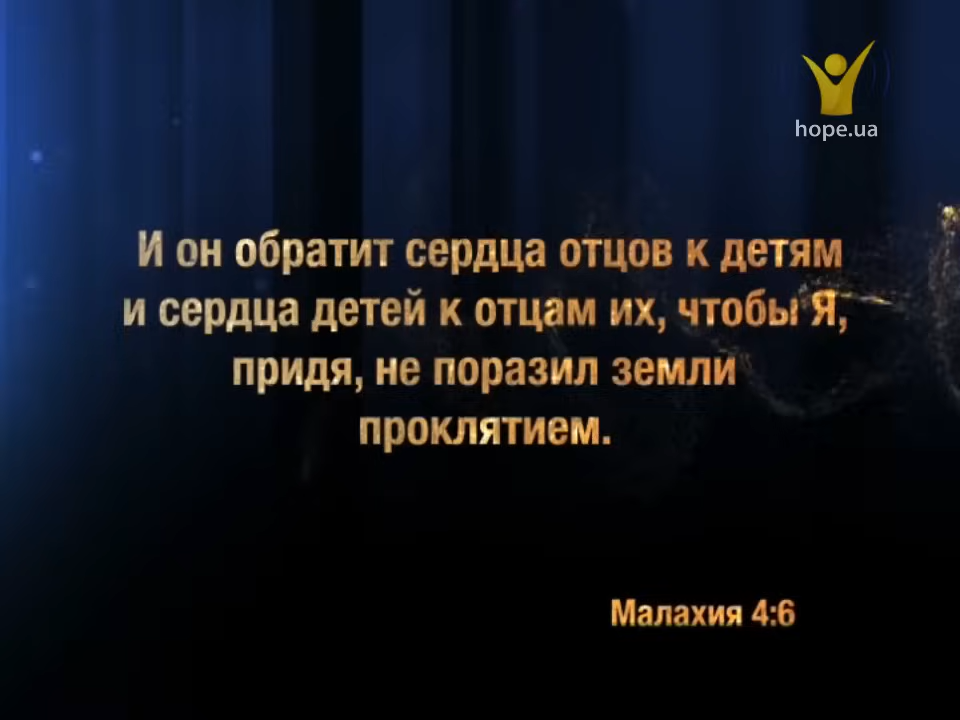 hope.ua
И он обратит сердца отцов к детям
и сердца детей к отцам их, чтобы Я,
придя, не поразил земли
проклятием.
Малахия 4:6